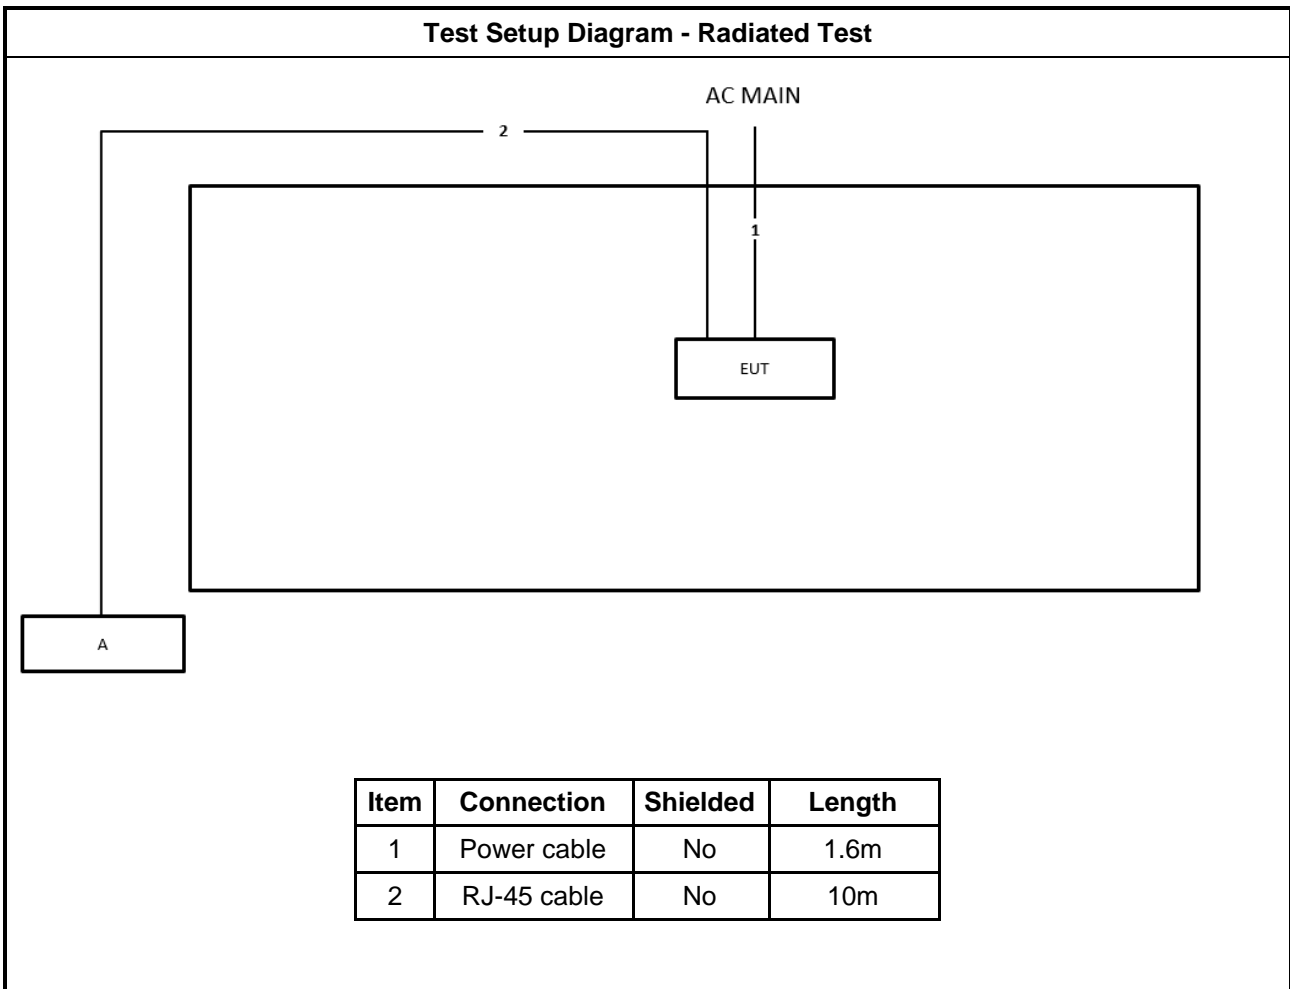 Test Setup Diagram - Radiated Test
AC MAIN
2
1
EUT
A
Item Connection Shielded Length
1 Power cable No 1.6m
2 RJ-45 cable No 10m